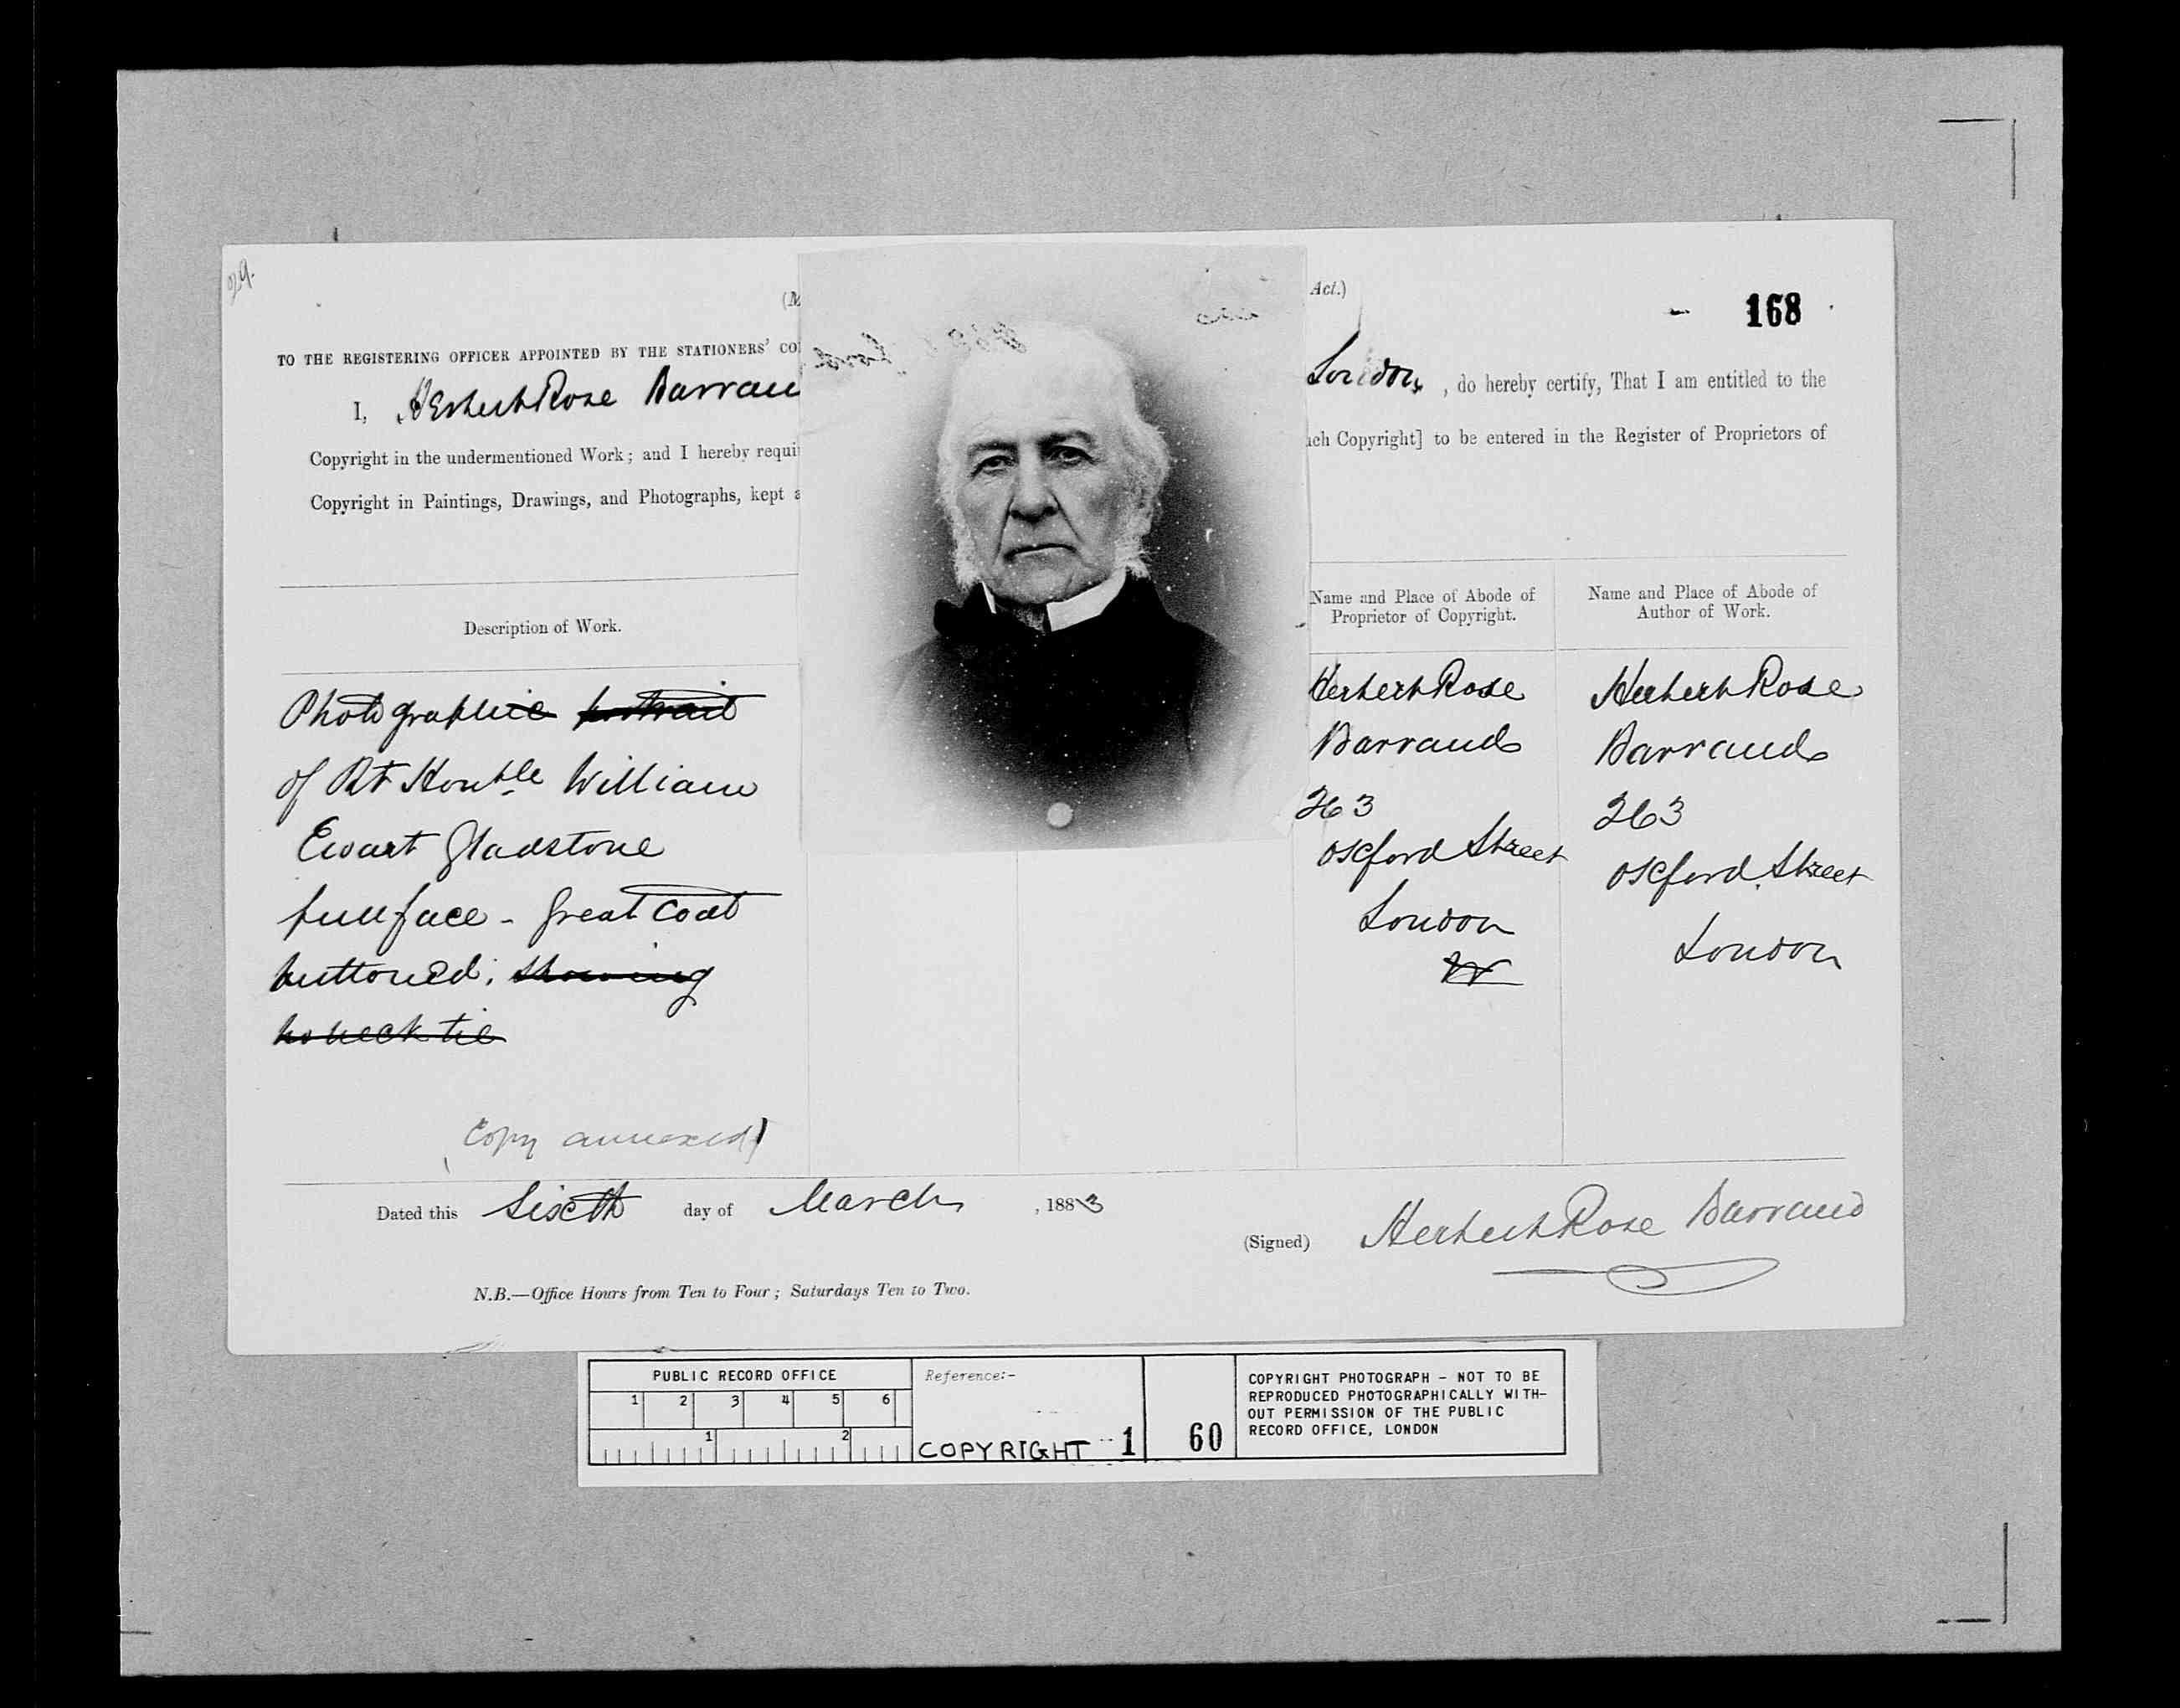 29.
(M
Act.)
168
TO THE REGISTERING OFFICER APPOINTED BY THE STATIONERS' CO
I, Herbert Rose Barrau
London, do hereby certify, That I am entitled to the
Copyright in the undermentioned Work; and I hereby requi
ch Copyright] to be entered in the Register of Proprietors of
Copyright in Paintings, Drawings, and Photographs, kept a
Description of Work.
Name and Place of Abode of
Proprietor of Copyright.
Name and Place of Abode of
Author of Work.
Photographic portrait
of Rt Honble William
Ewart Gladstone
full face - Great Coat
buttoned; showing
no neck tie
(Copy annexed)
Herbert Rose
Barraud
263
Oxford Street
London
W
Herbert Rose
Barraud
263
Oxford Street
London
Dated this Sixth day of March, 1883
(Signed) Herbert Rose Barraud
N.B.—Office Hours from Ten to Four; Saturdays Ten to Two.
PUBLIC RECORD OFFICE
1 2 3 4 5 6
1 2
Reference:-
COPYRIGHT 1
60
COPYRIGHT PHOTOGRAPH - NOT TO BE
REPRODUCED PHOTOGRAPHICALLY WITH-
OUT PERMISSION OF THE PUBLIC
RECORD OFFICE, LONDON